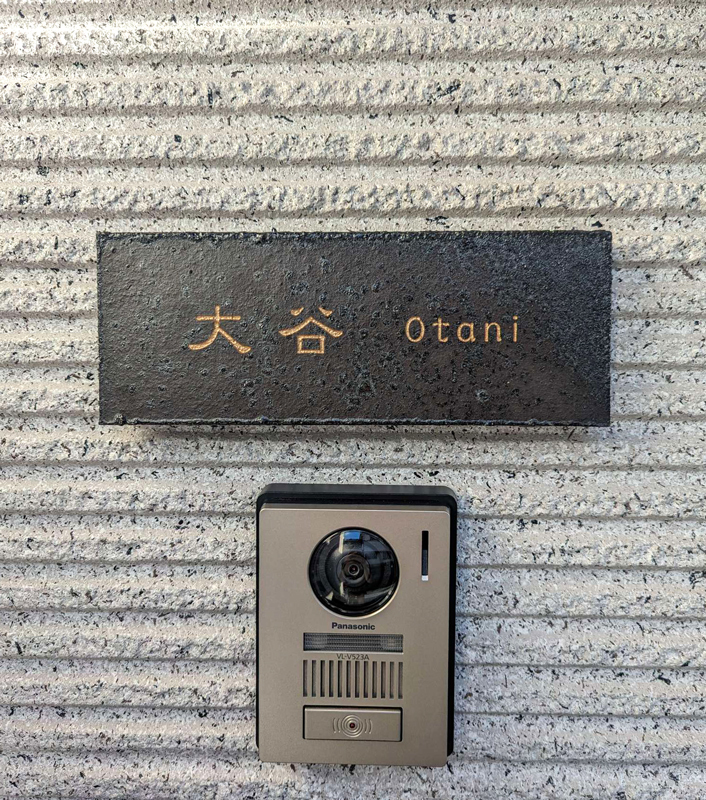 大谷 Otani
Panasonic
VL-V523A